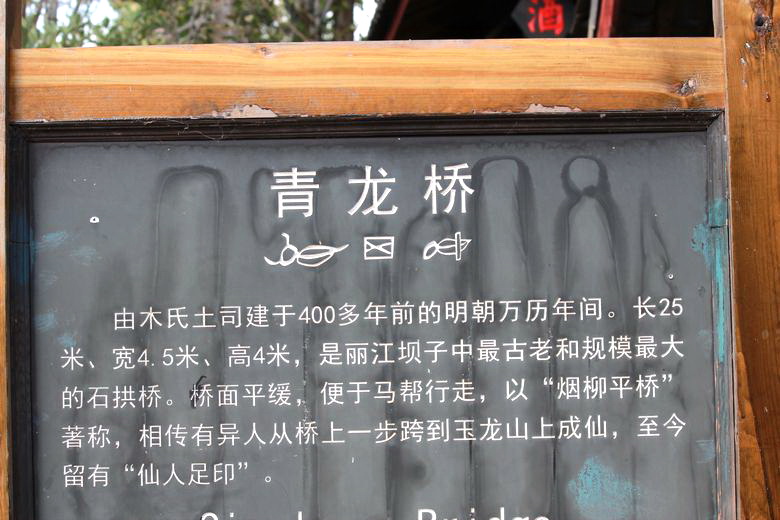 酒
青龙桥
由木氏土司建于400多年前的明朝万历年间。长25
米、宽4.5米、高4米，是丽江坝子中最古老和规模最大
的石拱桥。桥面平缓，便于马帮行走，以“烟柳平桥”
著称，相传有异人从桥上一步跨到玉龙山上成仙，至今
留有“仙人足印”。
Bridge